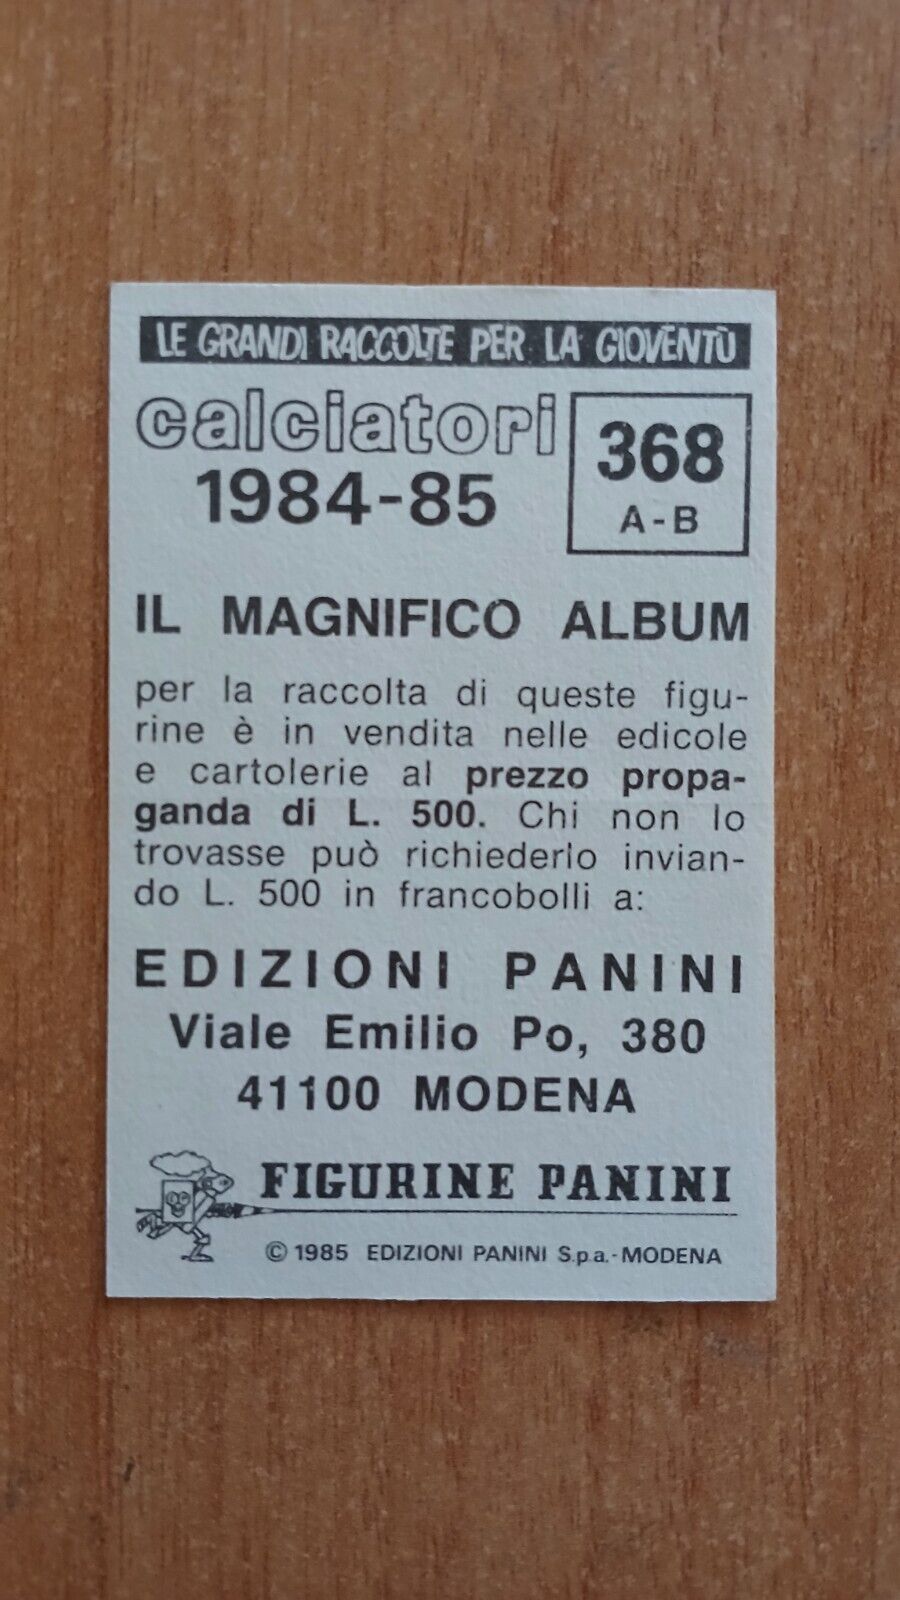 LE GRANDI RACCOLTE PER LA GIOVENTÙ
calciatori
1984-85
368
A-B
IL MAGNIFICO ALBUM
per la raccolta di queste figu-
rine è in vendita nelle edicole
e cartolerie al prezzo propa-
ganda di L. 500. Chi non lo
trovasse può richiederlo invian-
do L. 500 in francobolli a:
EDIZIONI PANINI
Viale Emilio Po, 380
41100 MODENA
FIGURINE PANINI
© 1985 EDIZIONI PANINI S.p.a.-MODENA